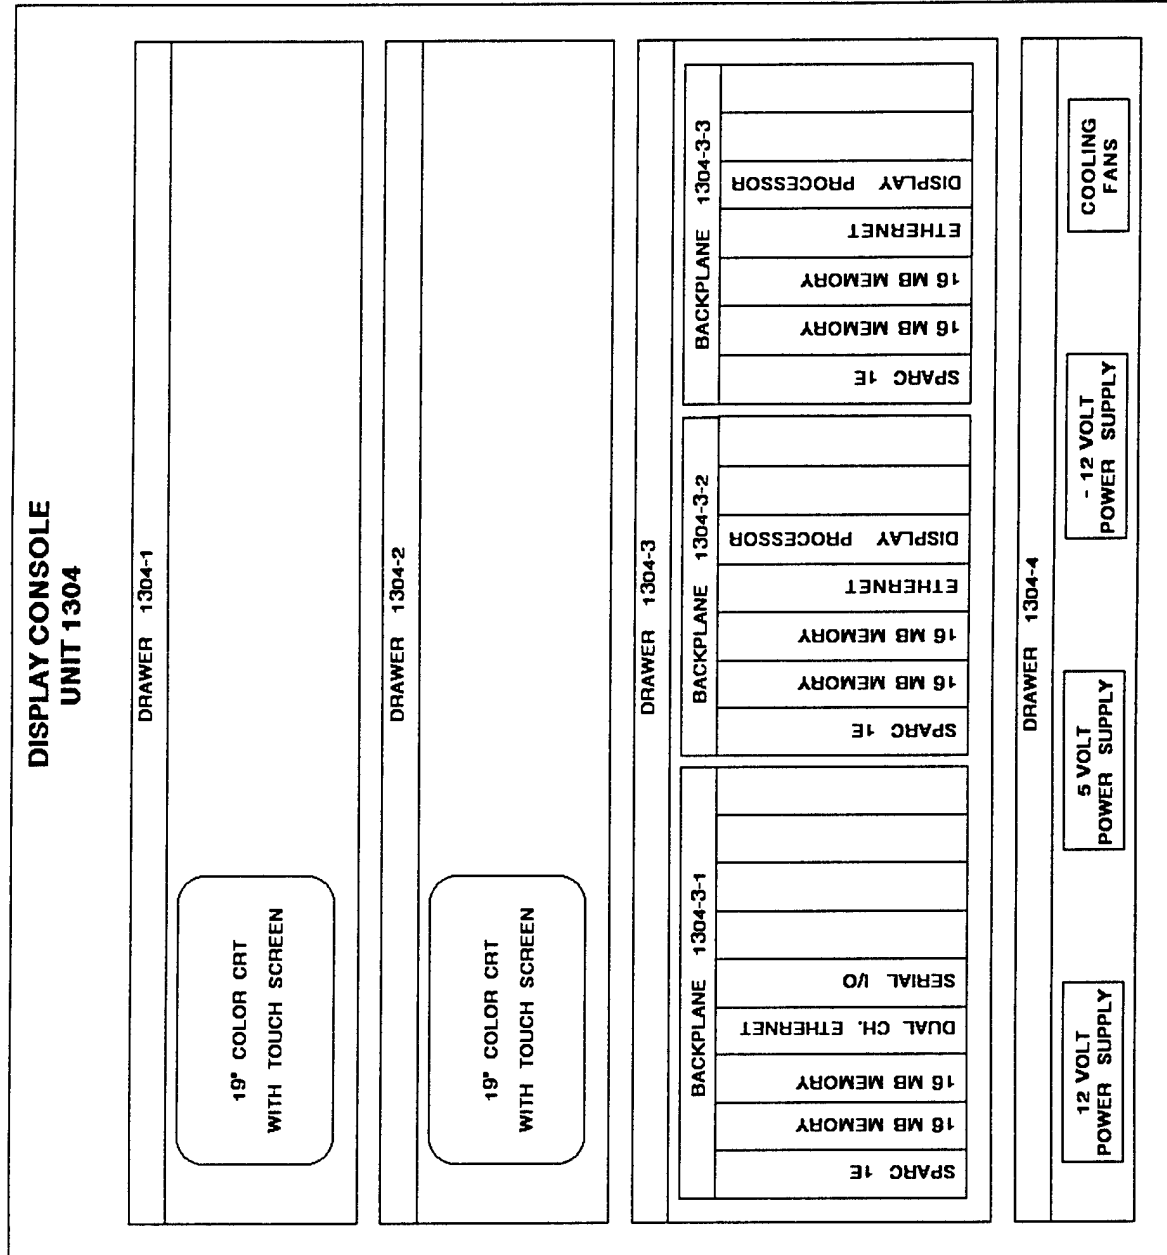 DISPLAY CONSOLE
UNIT 1304
DRAWER 1304-1
19" COLOR CRT
WITH TOUCH SCREEN
DRAWER 1304-2
19" COLOR CRT
WITH TOUCH SCREEN
DRAWER 1304-3
BACKPLANE 1304-3-1
SPARC 1E
16 MB MEMORY
16 MB MEMORY
DUAL CH. ETHERNET
SERIAL I/O
BACKPLANE 1304-3-2
SPARC 1E
16 MB MEMORY
16 MB MEMORY
ETHERNET
DISPLAY PROCESSOR
BACKPLANE 1304-3-3
SPARC 1E
16 MB MEMORY
16 MB MEMORY
ETHERNET
DISPLAY PROCESSOR
DRAWER 1304-4
12 VOLT
POWER SUPPLY
5 VOLT
POWER SUPPLY
- 12 VOLT
POWER SUPPLY
COOLING
FANS